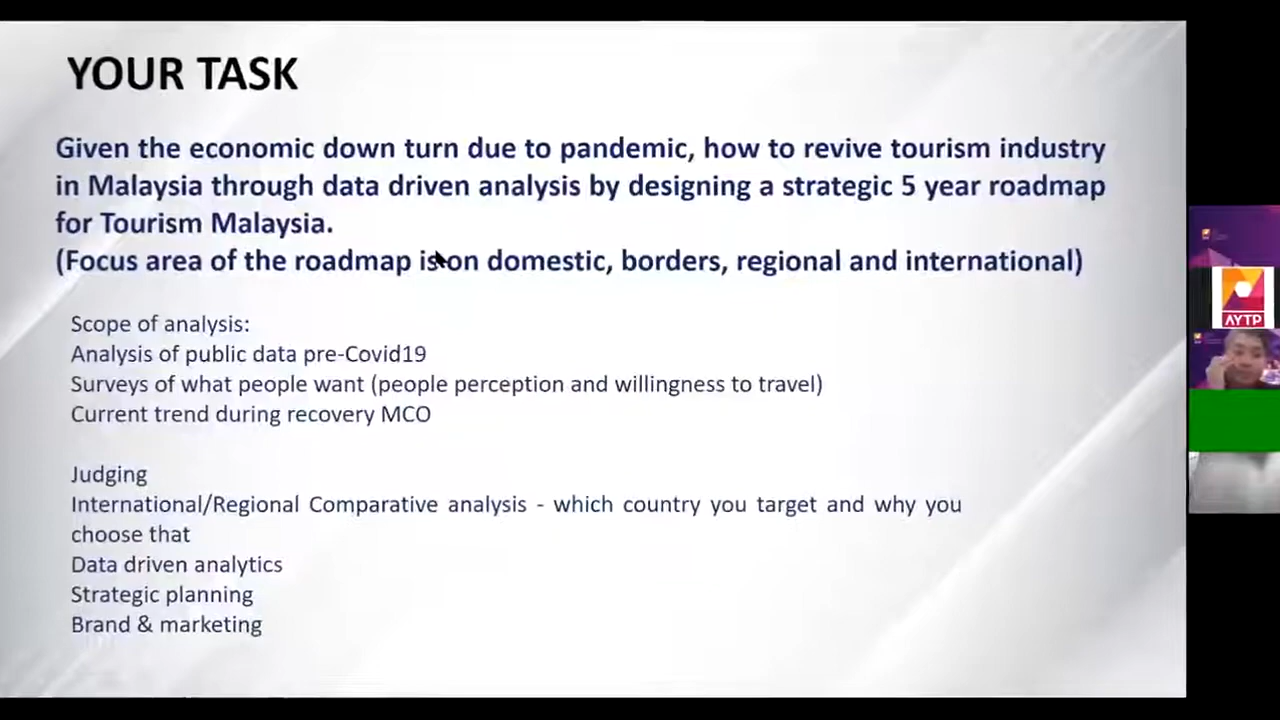 YOUR TASK
Given the economic down turn due to pandemic, how to revive tourism industry
in Malaysia through data driven analysis by designing a strategic 5 year roadmap
for Tourism Malaysia.
(Focus area of the roadmap is on domestic, borders, regional and international)
Scope of analysis:
Analysis of public data pre-Covid19
Surveys of what people want (people perception and willingness to travel)
Current trend during recovery MCO
Judging
International/Regional Comparative analysis - which country you target and why you
choose that
Data driven analytics
Strategic planning
Brand & marketing
AYTP